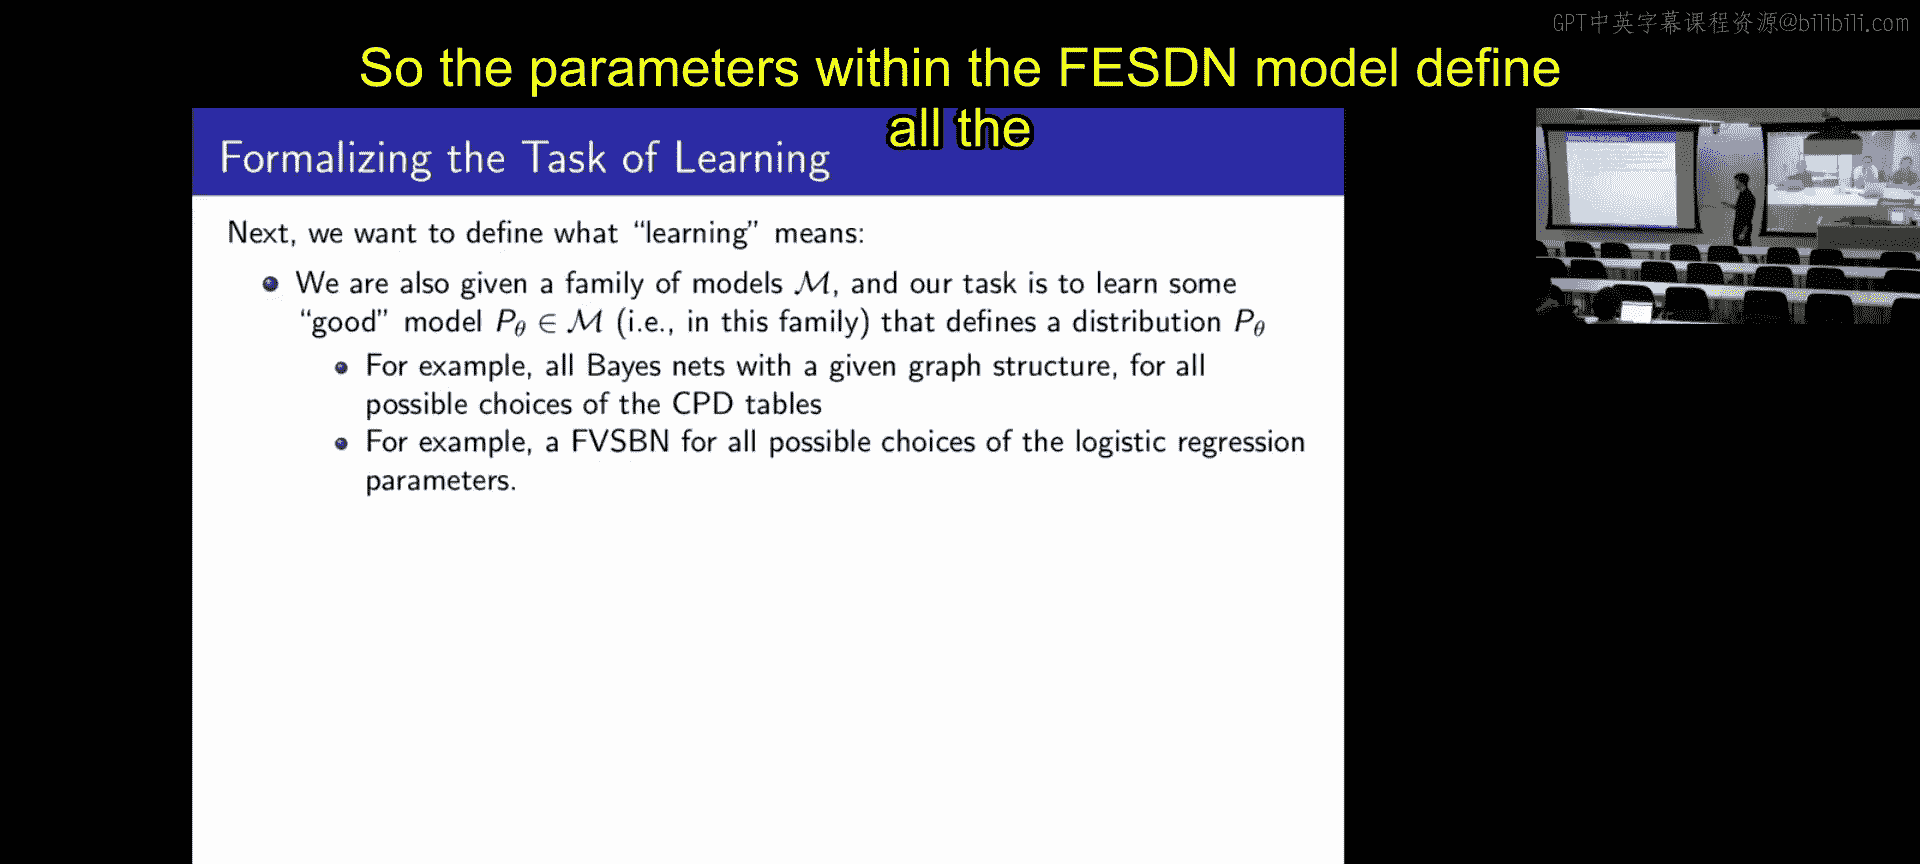 GPT中英字幕课程资源@bilibili.com
So the parameters within the FESDN model define
all the
Formalizing the Task of Learning
Next, we want to define what “learning” means:
We are also given a family of models ℳ, and our task is to learn some
“good” model Pθ ∈ ℳ (i.e., in this family) that defines a distribution Pθ
For example, all Bayes nets with a given graph structure, for all
possible choices of the CPD tables
For example, a FVSBN for all possible choices of the logistic regression
parameters.